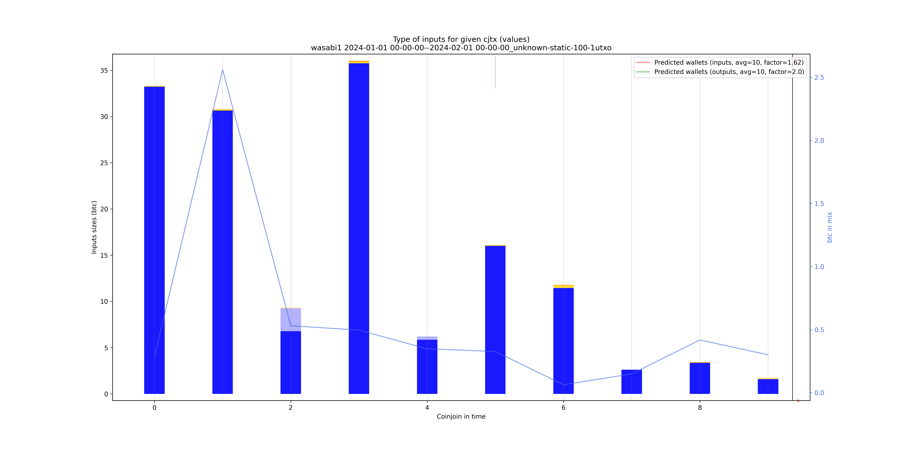 Type of inputs for given cjtx (values)
wasabi1 2024-01-01 00-00-00--2024-02-01 00-00-00_unknown-static-100-1utxo
Predicted wallets (inputs, avg=10, factor=1.62)
Predicted wallets (outputs, avg=10, factor=2.0)
35
30
25
20
15
10
5
0
Inputs sizes (btc)
2.5
2.0
1.5
1.0
0.5
0.0
btc in mix
0 2 4 6 8
Coinjoin in time